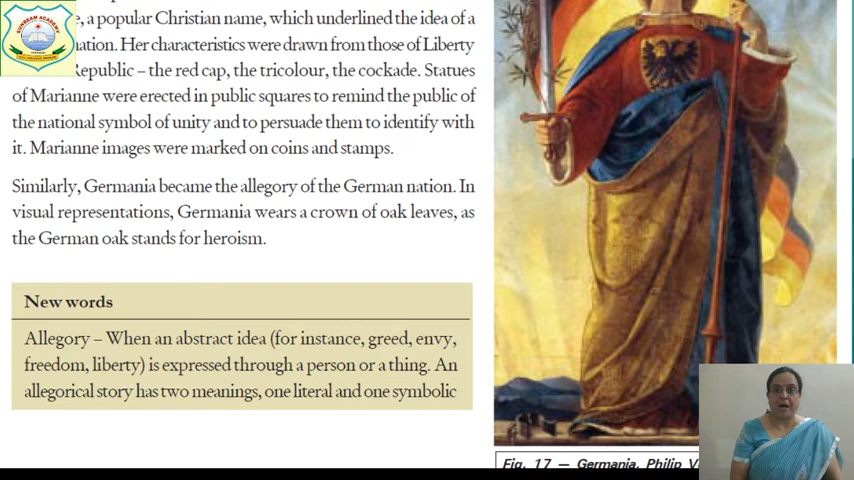 SUNBEAM ACADEMY
e, a popular Christian name, which underlined the idea of a
nation. Her characteristics were drawn from those of Liberty
Republic – the red cap, the tricolour, the cockade. Statues
of Marianne were erected in public squares to remind the public of
the national symbol of unity and to persuade them to identify with
it. Marianne images were marked on coins and stamps.
Similarly, Germania became the allegory of the German nation. In
visual representations, Germania wears a crown of oak leaves, as
the German oak stands for heroism.
New words
Allegory – When an abstract idea (for instance, greed, envy,
freedom, liberty) is expressed through a person or a thing. An
allegorical story has two meanings, one literal and one symbolic
Fig. 17 — Germania, Philip V